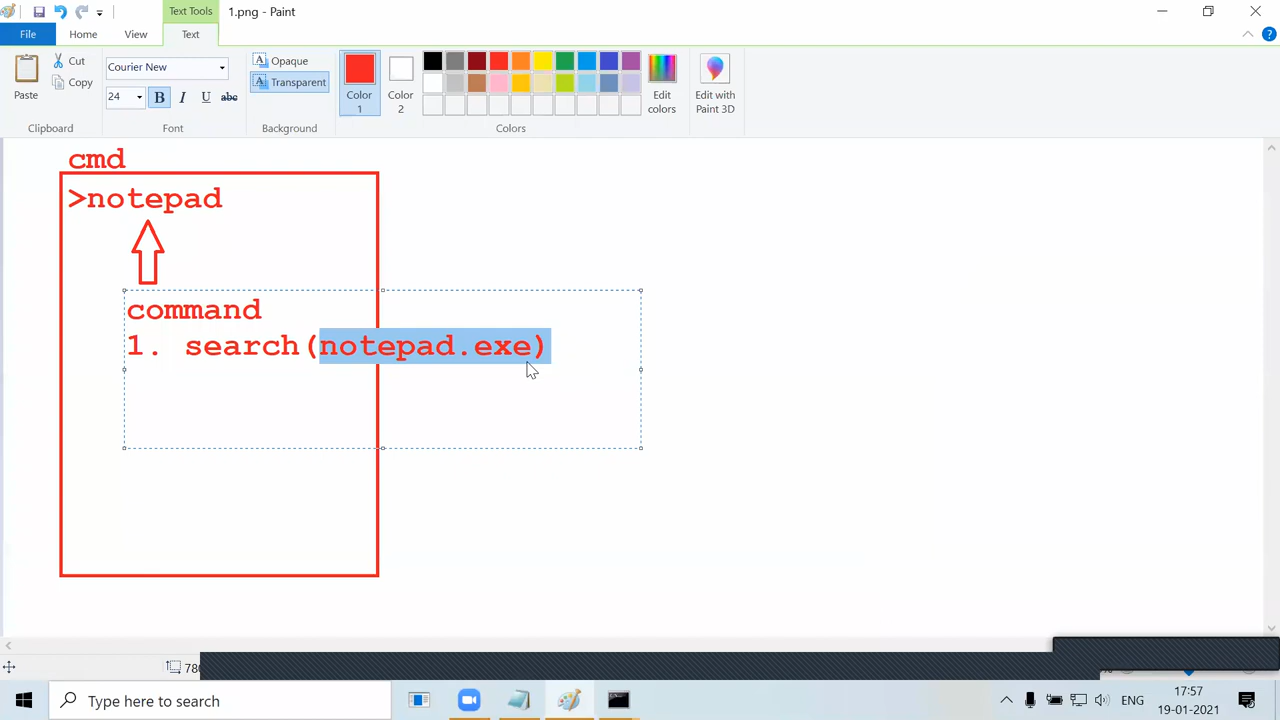 Text Tools
1.png - Paint
File
Home
View
Text
Paste
Cut
Copy
Clipboard
Courier New
24
B
I
U
abc
Font
Opaque
Transparent
Background
Color
1
Color
2
Edit
colors
Edit with
Paint 3D
Colors
cmd
>notepad
command
1. search(notepad.exe)
Type here to search
ENG
17:57
19-01-2021